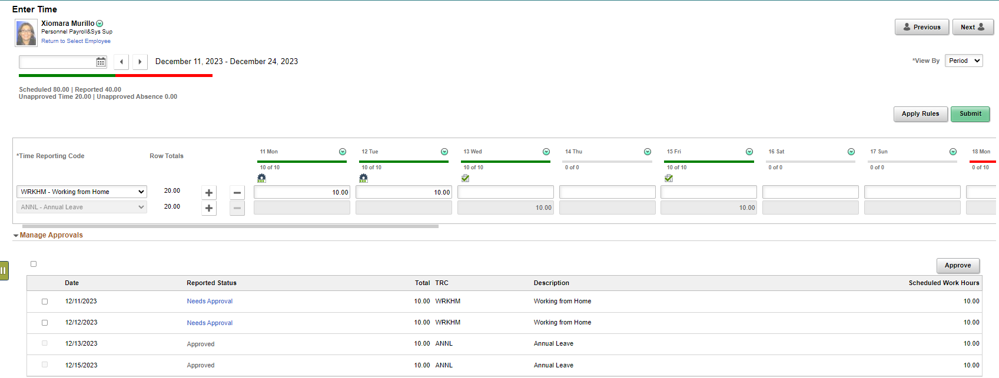 Enter Time
Xiomara Murillo
Personnel Payroll&Sys Sup
Return to Select Employee
Previous
Next
December 11, 2023 - December 24, 2023
*View By Period
Scheduled 80.00 | Reported 40.00
Unapproved Time 20.00 | Unapproved Absence 0.00
Apply Rules
Submit
*Time Reporting Code Row Totals
11 Mon 12 Tue 13 Wed 14 Thu 15 Fri 16 Sat 17 Sun 18 Mon
10 of 10 10 of 10 10 of 10 0 of 0 10 of 10 0 of 0 0 of 0 0 of 10
WRKHM - Working from Home 20.00 10.00 10.00
ANNL - Annual Leave 20.00 10.00 10.00
Manage Approvals
Approve
Date Reported Status Total TRC Description Scheduled Work Hours
12/11/2023 Needs Approval 10.00 WRKHM Working from Home 10.00
12/12/2023 Needs Approval 10.00 WRKHM Working from Home 10.00
12/13/2023 Approved 10.00 ANNL Annual Leave 10.00
12/15/2023 Approved 10.00 ANNL Annual Leave 10.00